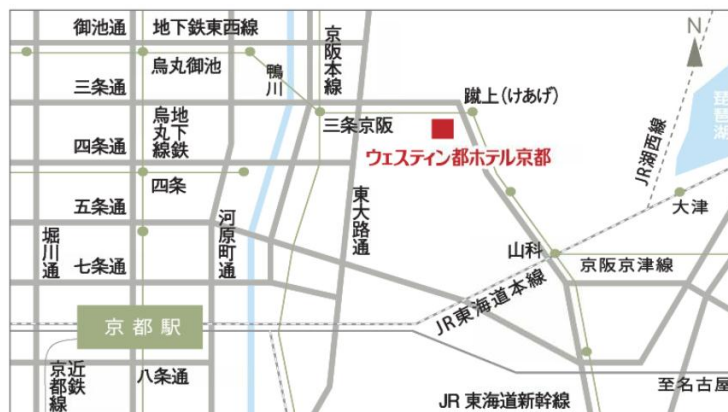 御池通
地下鉄東西線
京阪本線
N
烏丸御池
鴨川
三条通
蹴上(けあげ)
琵琶湖
烏丸線
地下鉄
三条京阪
JR湖西線
四条通
ウェスティン都ホテル京都
四条
東大路通
大津
五条通
河原町通
堀川通
山科
七条通
京阪京津線
JR東海道本線
京都駅
近鉄
京都線
八条通
至名古屋
JR東海道新幹線